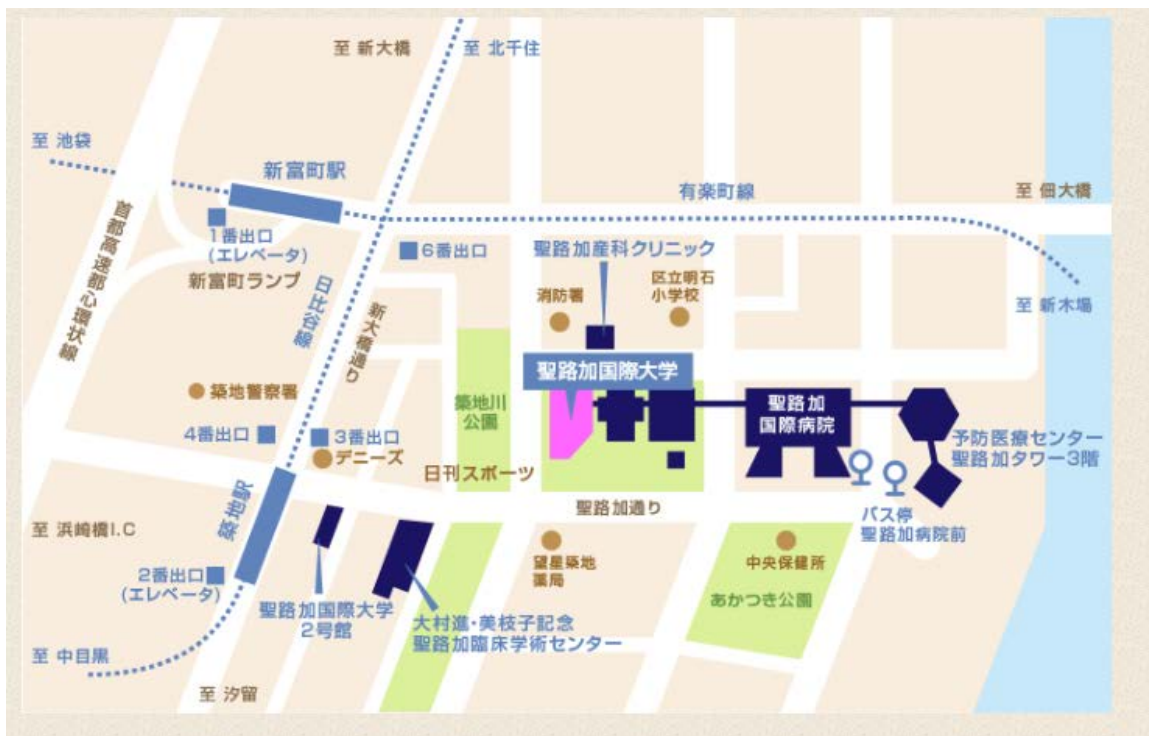 至 新大橋
至 北千住
至 池袋
新富町駅
有楽町線
至 佃大橋
首都高速都心環状線
1番出口
(エレベータ)
6番出口
聖路加産科クリニック
新富町ランプ
日比谷線
新大橋通り
消防署
区立明石
小学校
至 新木場
聖路加国際大学
築地警察署
築地川
公園
聖路加
国際病院
4番出口
3番出口
デニーズ
予防医療センター
聖路加タワー3階
日刊スポーツ
築地駅
聖路加通り
バス停
聖路加病院前
至 浜崎橋I.C
望星築地
薬局
中央保健所
2番出口
(エレベータ)
あかつき公園
聖路加国際大学
2号館
大村進・美枝子記念
聖路加臨床学術センター
至 中目黒
至 汐留